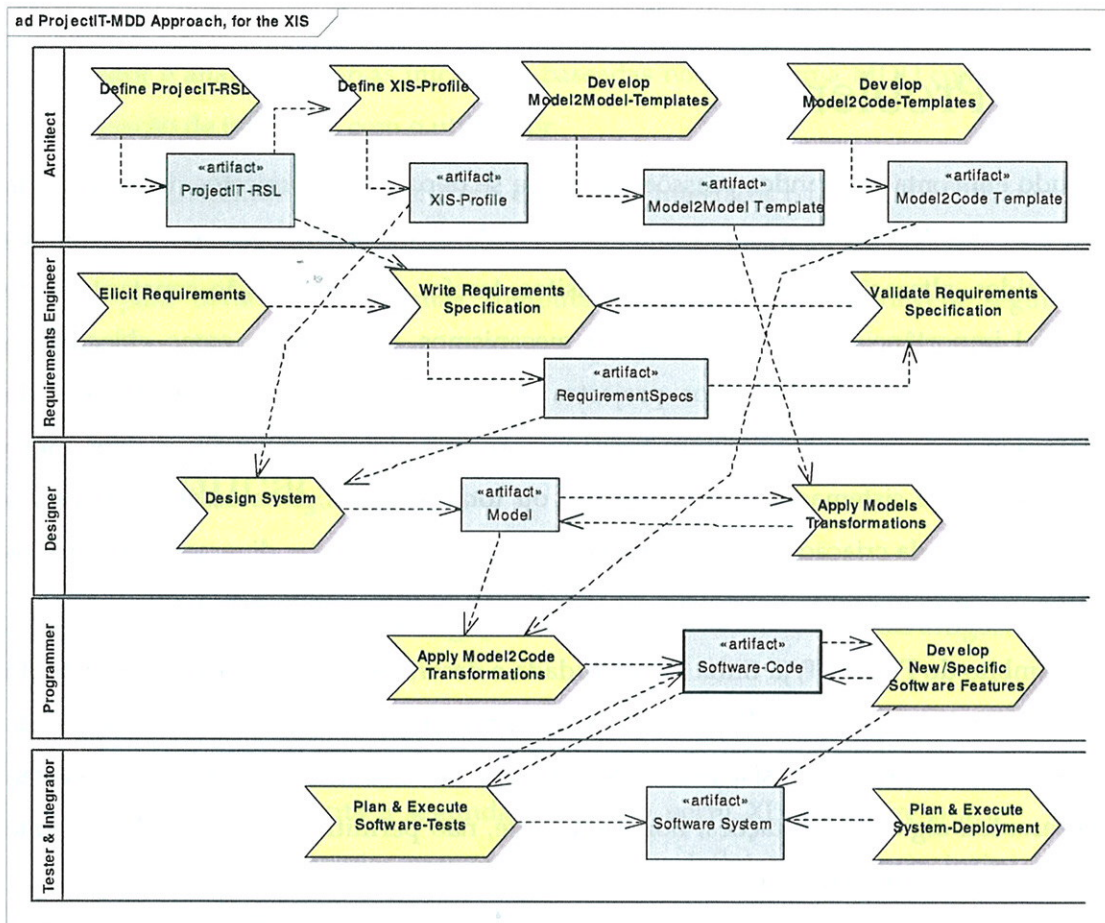 ad ProjectIT-MDD Approach, for the XIS
Architect
Define ProjecIT-RSL
Define XIS-Profile
Develop
Model2Model-Templates
Develop
Model2Code-Templates
«artifact»
ProjectIT-RSL
«artifact»
XIS-Profile
«artifact»
Model2Model Template
«artifact»
Model2Code Template
Requirements Engineer
Elicit Requirements
Write Requirements
Specification
Validate Requirements
Specification
«artifact»
RequirementSpecs
Designer
Design System
«artifact»
Model
Apply Models
Transformations
Programmer
Apply Model2Code
Transformations
«artifact»
Software-Code
Develop
New/Specific
Software Features
Tester & Integrator
Plan & Execute
Software-Tests
«artifact»
Software System
Plan & Execute
System-Deployment